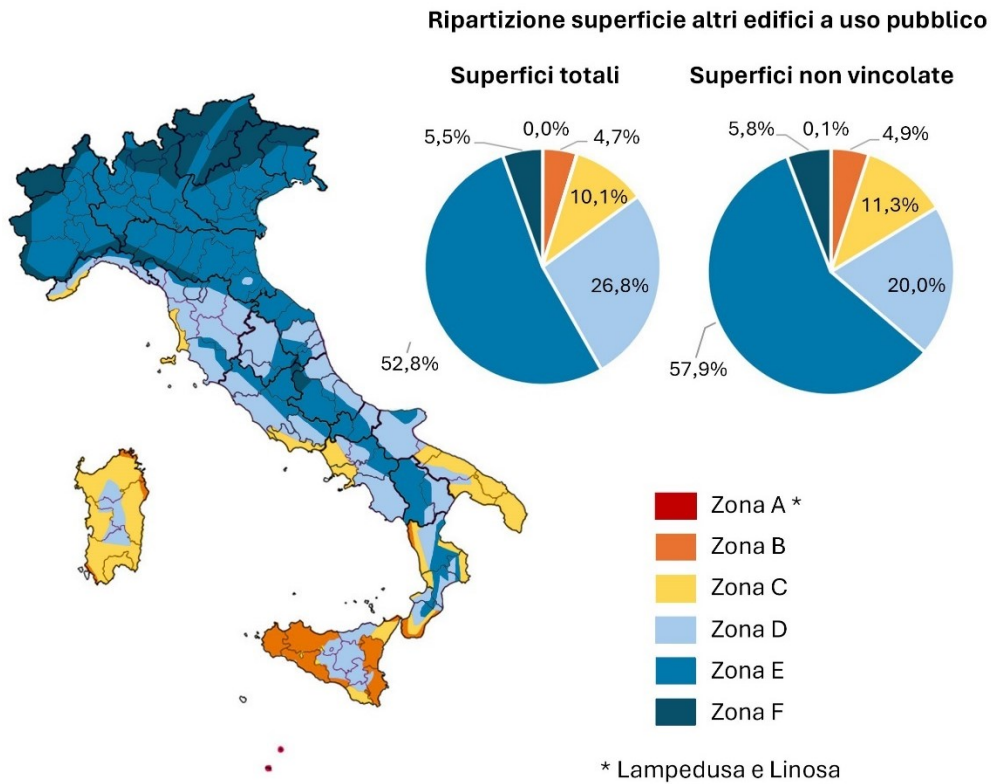 Ripartizione superficie altri edifici a uso pubblico
Superfici totali
Superfici non vincolate
5,5%
0,0%
4,7%
10,1%
26,8%
52,8%
5,8%
0,1%
4,9%
11,3%
20,0%
57,9%
Zona A *
Zona B
Zona C
Zona D
Zona E
Zona F
* Lampedusa e Linosa